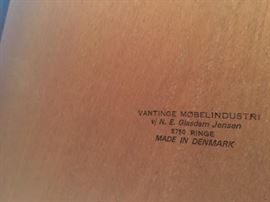 VANTINGE MØBELINDUSTRI
v/ N. E. Glasdam Jensen
5750 RINGE
MADE IN DENMARK